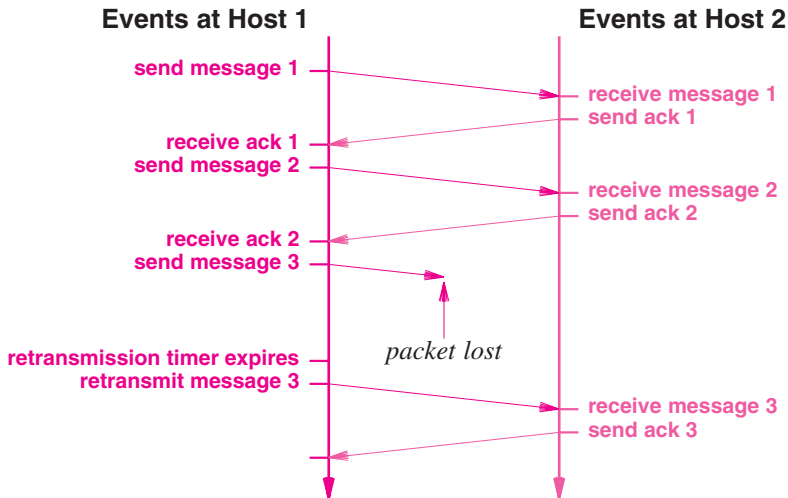 Events at Host 1
Events at Host 2
send message 1
receive message 1
send ack 1
receive ack 1
send message 2
receive message 2
send ack 2
receive ack 2
send message 3
packet lost
retransmission timer expires
retransmit message 3
receive message 3
send ack 3